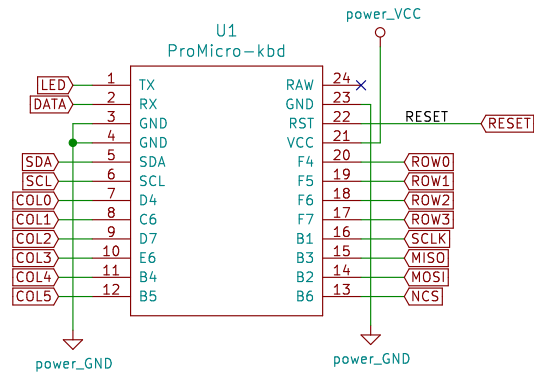 power_VCC
U1
ProMicro-kbd
LED 1 TX RAW 24
DATA 2 RX GND 23
3 GND RST 22 RESET RESET
4 GND VCC 21
SDA 5 SDA F4 20 ROW0
SCL 6 SCL F5 19 ROW1
COL0 7 D4 F6 18 ROW2
COL1 8 C6 F7 17 ROW3
COL2 9 D7 B1 16 SCLK
COL3 10 E6 B3 15 MISO
COL4 11 B4 B2 14 MOSI
COL5 12 B5 B6 13 NCS
power_GND power_GND